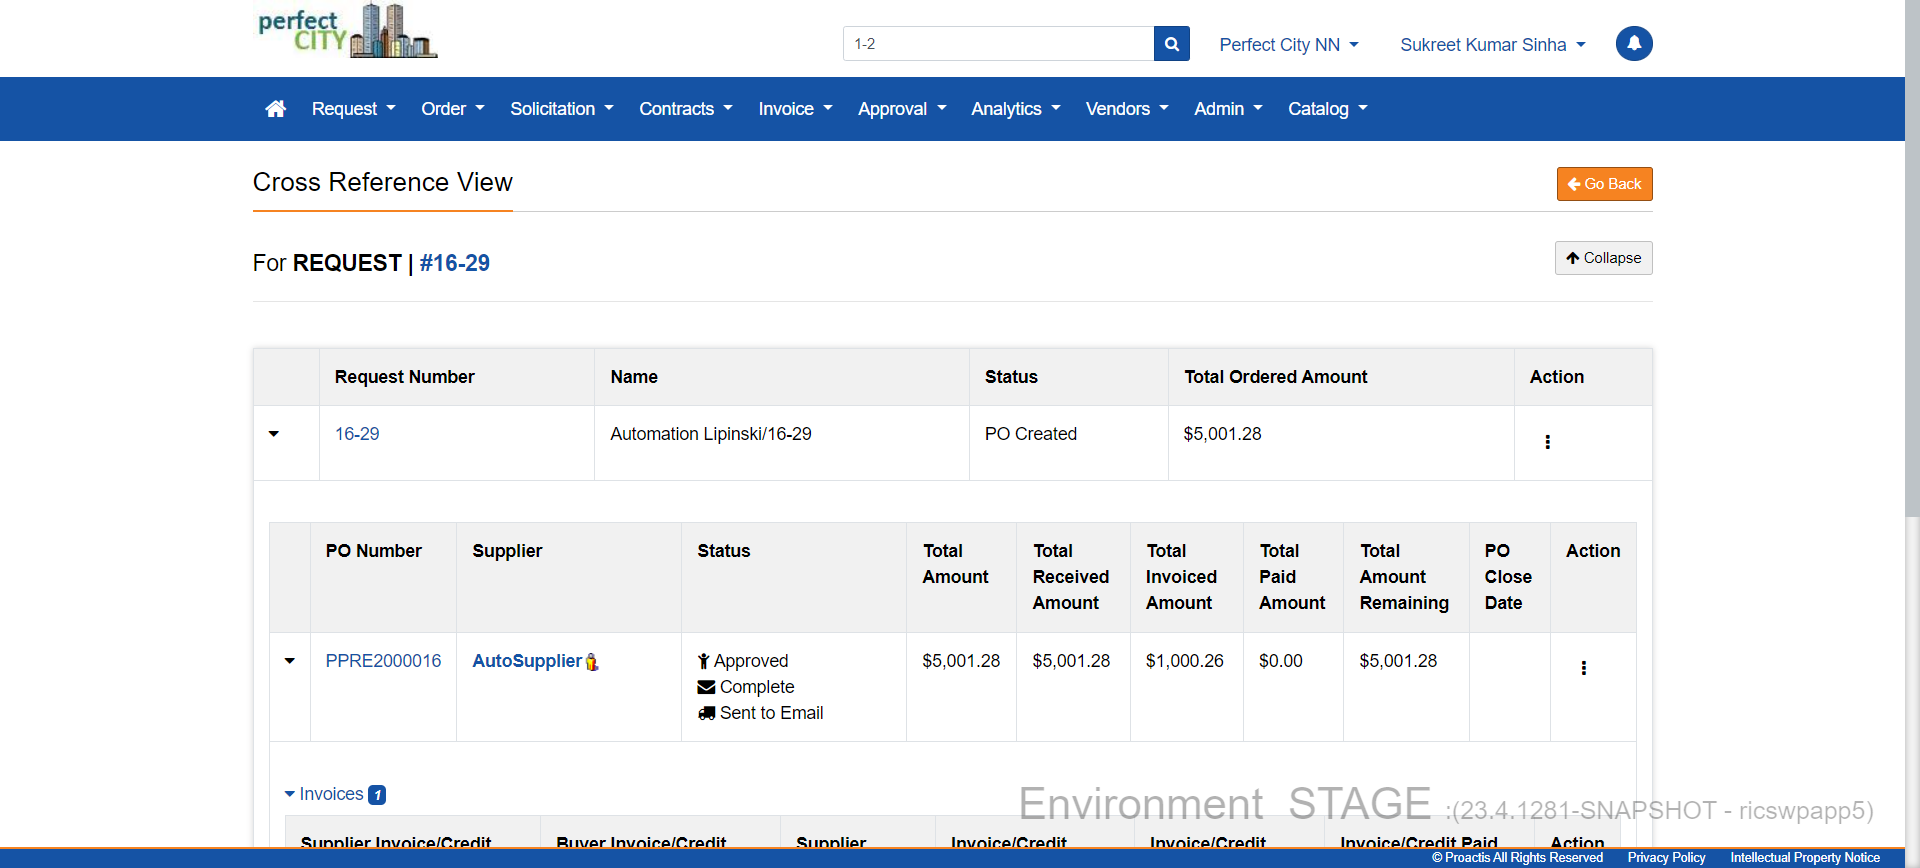 perfect
CITY
1-2
Perfect City NN
Sukreet Kumar Sinha
Request
Order
Solicitation
Contracts
Invoice
Approval
Analytics
Vendors
Admin
Catalog
Cross Reference View
Go Back
For REQUEST | #16-29
Collapse
Request Number
Name
Status
Total Ordered Amount
Action
16-29
Automation Lipinski/16-29
PO Created
$5,001.28
PO Number
Supplier
Status
Total
Amount
Total
Received
Amount
Total
Invoiced
Amount
Total
Paid
Amount
Total
Amount
Remaining
PO
Close
Date
Action
PPRE2000016
AutoSupplier
Approved
Complete
Sent to Email
$5,001.28
$5,001.28
$1,000.26
$0.00
$5,001.28
Invoices 1
Environment STAGE :(23.4.1281-SNAPSHOT - ricswpapp5)
Supplier Invoice/Credit
Buyer Invoice/Credit
Supplier
Invoice/Credit
Invoice/Credit
Invoice/Credit Paid
Action
© Proactis All Rights Reserved
Privacy Policy
Intellectual Property Notice